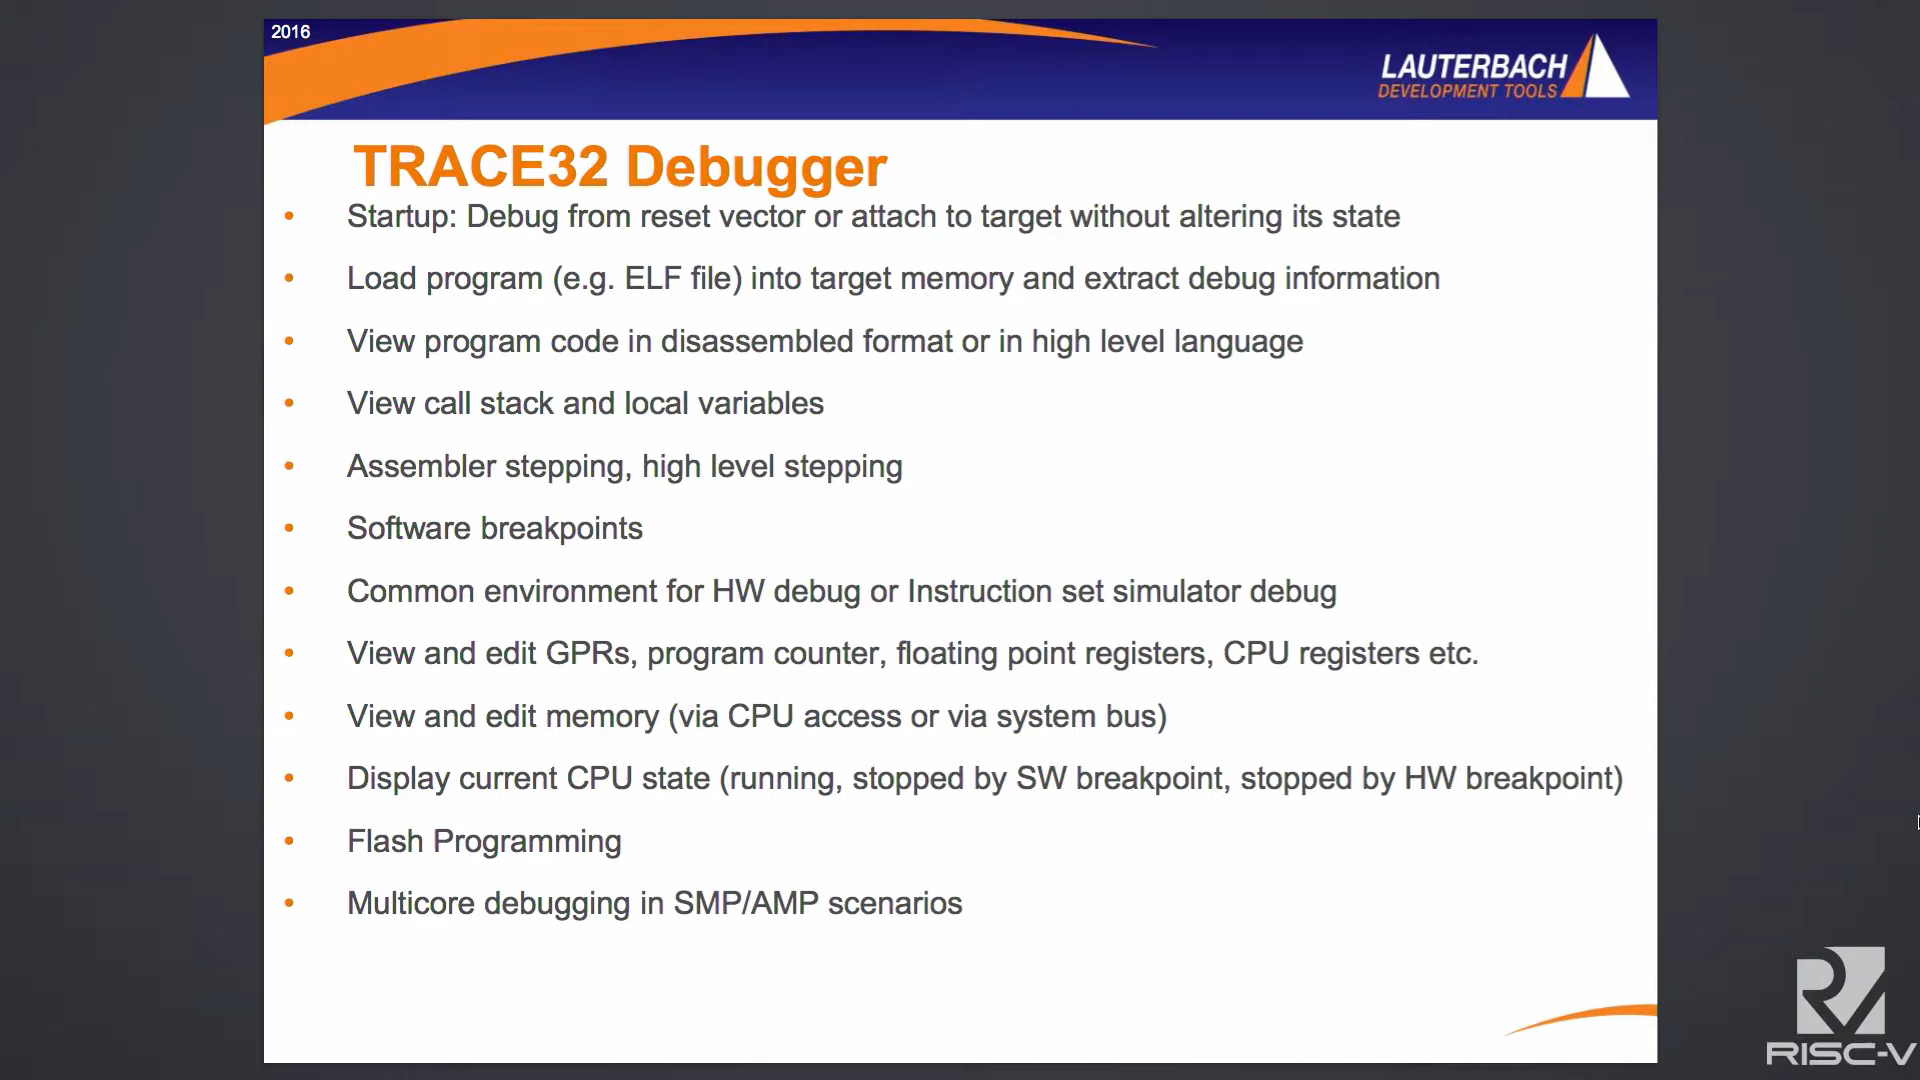 2016
LAUTERBACH
DEVELOPMENT TOOLS
TRACE32 Debugger
• Startup: Debug from reset vector or attach to target without altering its state
• Load program (e.g. ELF file) into target memory and extract debug information
• View program code in disassembled format or in high level language
• View call stack and local variables
• Assembler stepping, high level stepping
• Software breakpoints
• Common environment for HW debug or Instruction set simulator debug
• View and edit GPRs, program counter, floating point registers, CPU registers etc.
• View and edit memory (via CPU access or via system bus)
• Display current CPU state (running, stopped by SW breakpoint, stopped by HW breakpoint)
• Flash Programming
• Multicore debugging in SMP/AMP scenarios
RISC-V